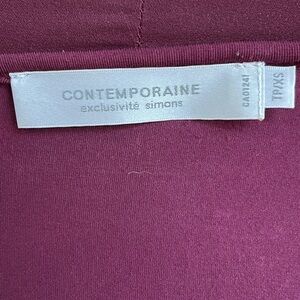 CONTEMPORAINE
exclusivité simons
CA01241
TP/XS